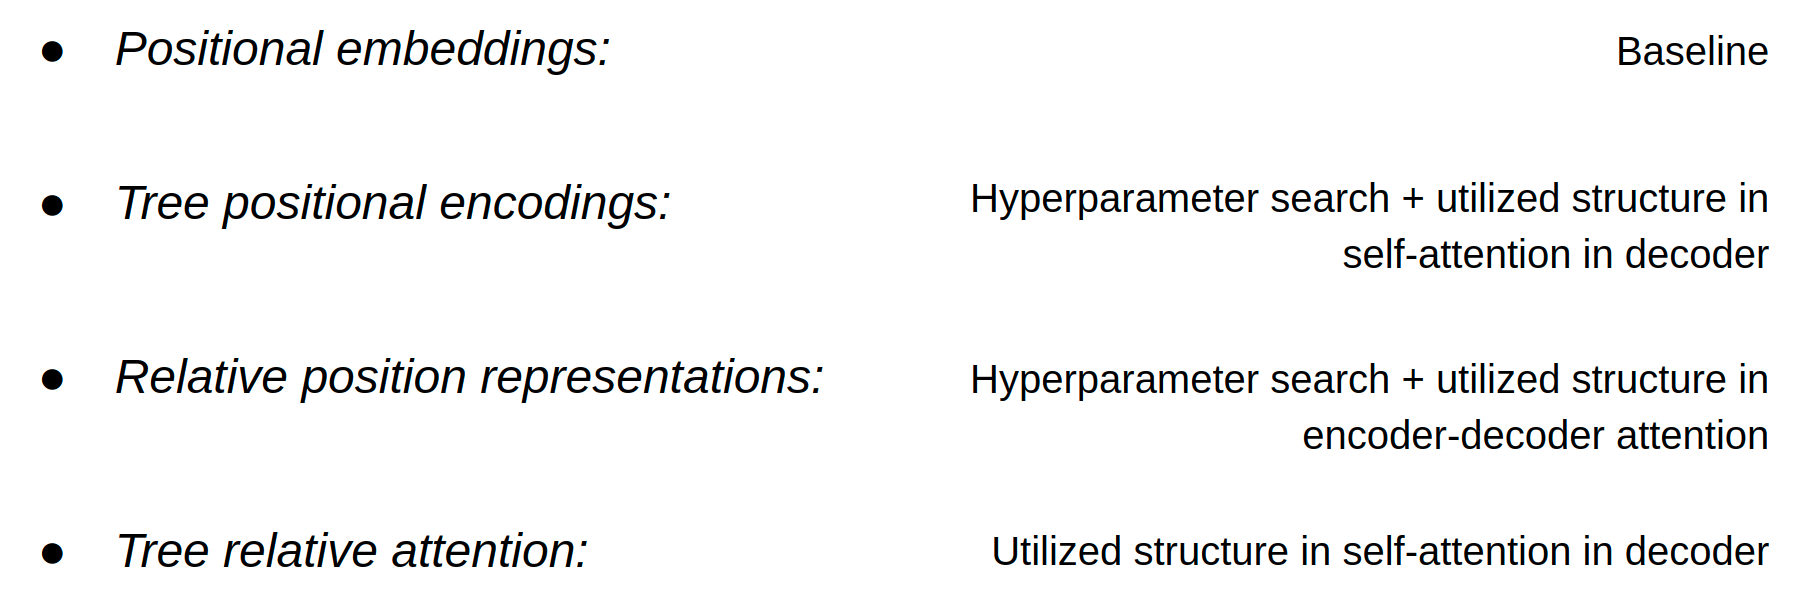 ● Positional embeddings: Baseline
● Tree positional encodings: Hyperparameter search + utilized structure in
self-attention in decoder
● Relative position representations: Hyperparameter search + utilized structure in
encoder-decoder attention
● Tree relative attention: Utilized structure in self-attention in decoder